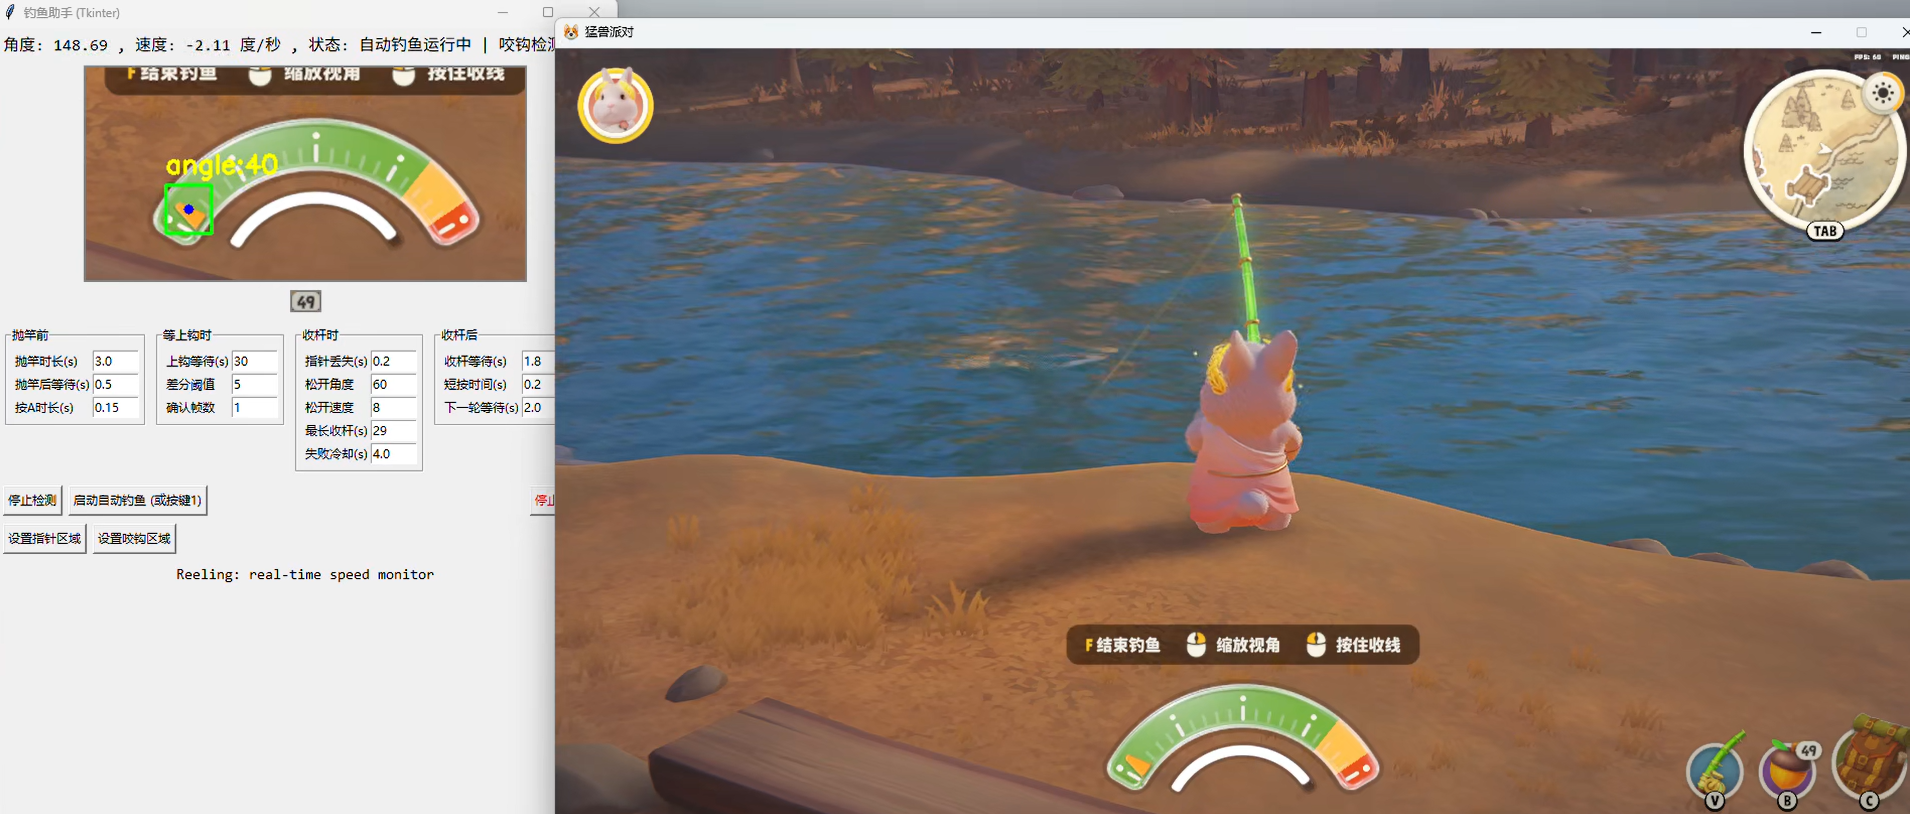 钓鱼助手 (Tkinter)
角度: 148.69 , 速度: -2.11 度/秒 , 状态: 自动钓鱼运行中 | 咬钩检测
F结束钓鱼 缩放视角 按住收线
angle:40
49
抛竿前
抛竿时长(s) 3.0
抛竿后等待(s) 0.5
按A时长(s) 0.15
等上钩时
上钩等待(s) 30
差分阈值 5
确认帧数 1
收杆时
指针丢失(s) 0.2
松开角度 60
松开速度 8
最长收杆(s) 29
失败冷却(s) 4.0
收杆后
收杆等待(s) 1.8
短按时间(s) 0.2
下一轮等待(s) 2.0
停止检测 启动自动钓鱼 (或按键1) 停止
设置指针区域 设置咬钩区域
Reeling: real-time speed monitor
猛兽派对
FPS: 60 PING
TAB
F结束钓鱼 缩放视角 按住收线
49
V B C